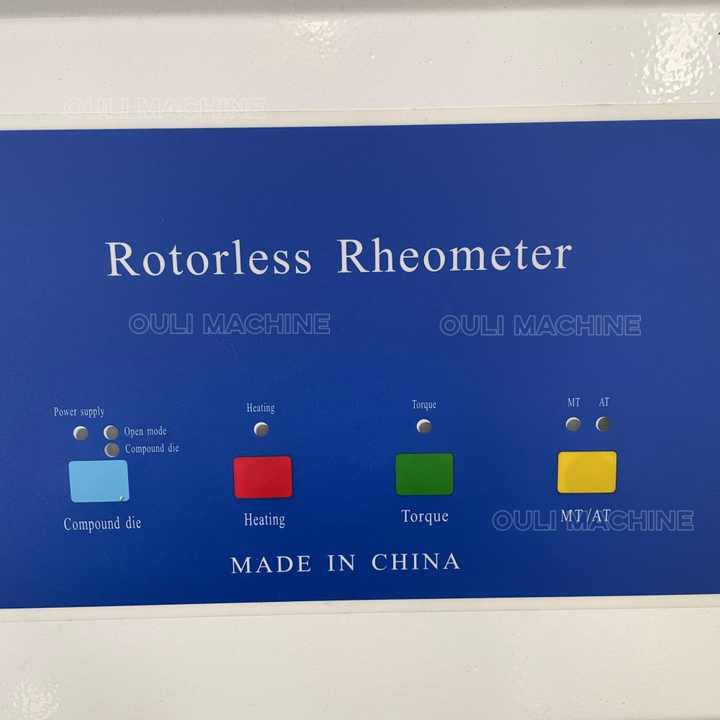 OULI MACHINE
Rotorless Rheometer
OULI MACHINE OULI MACHINE
Power supply
Open mode
Compound die
Heating
Torque
MT AT
Compound die
Heating
Torque
MT/AT
OULI MACHINE
MADE IN CHINA